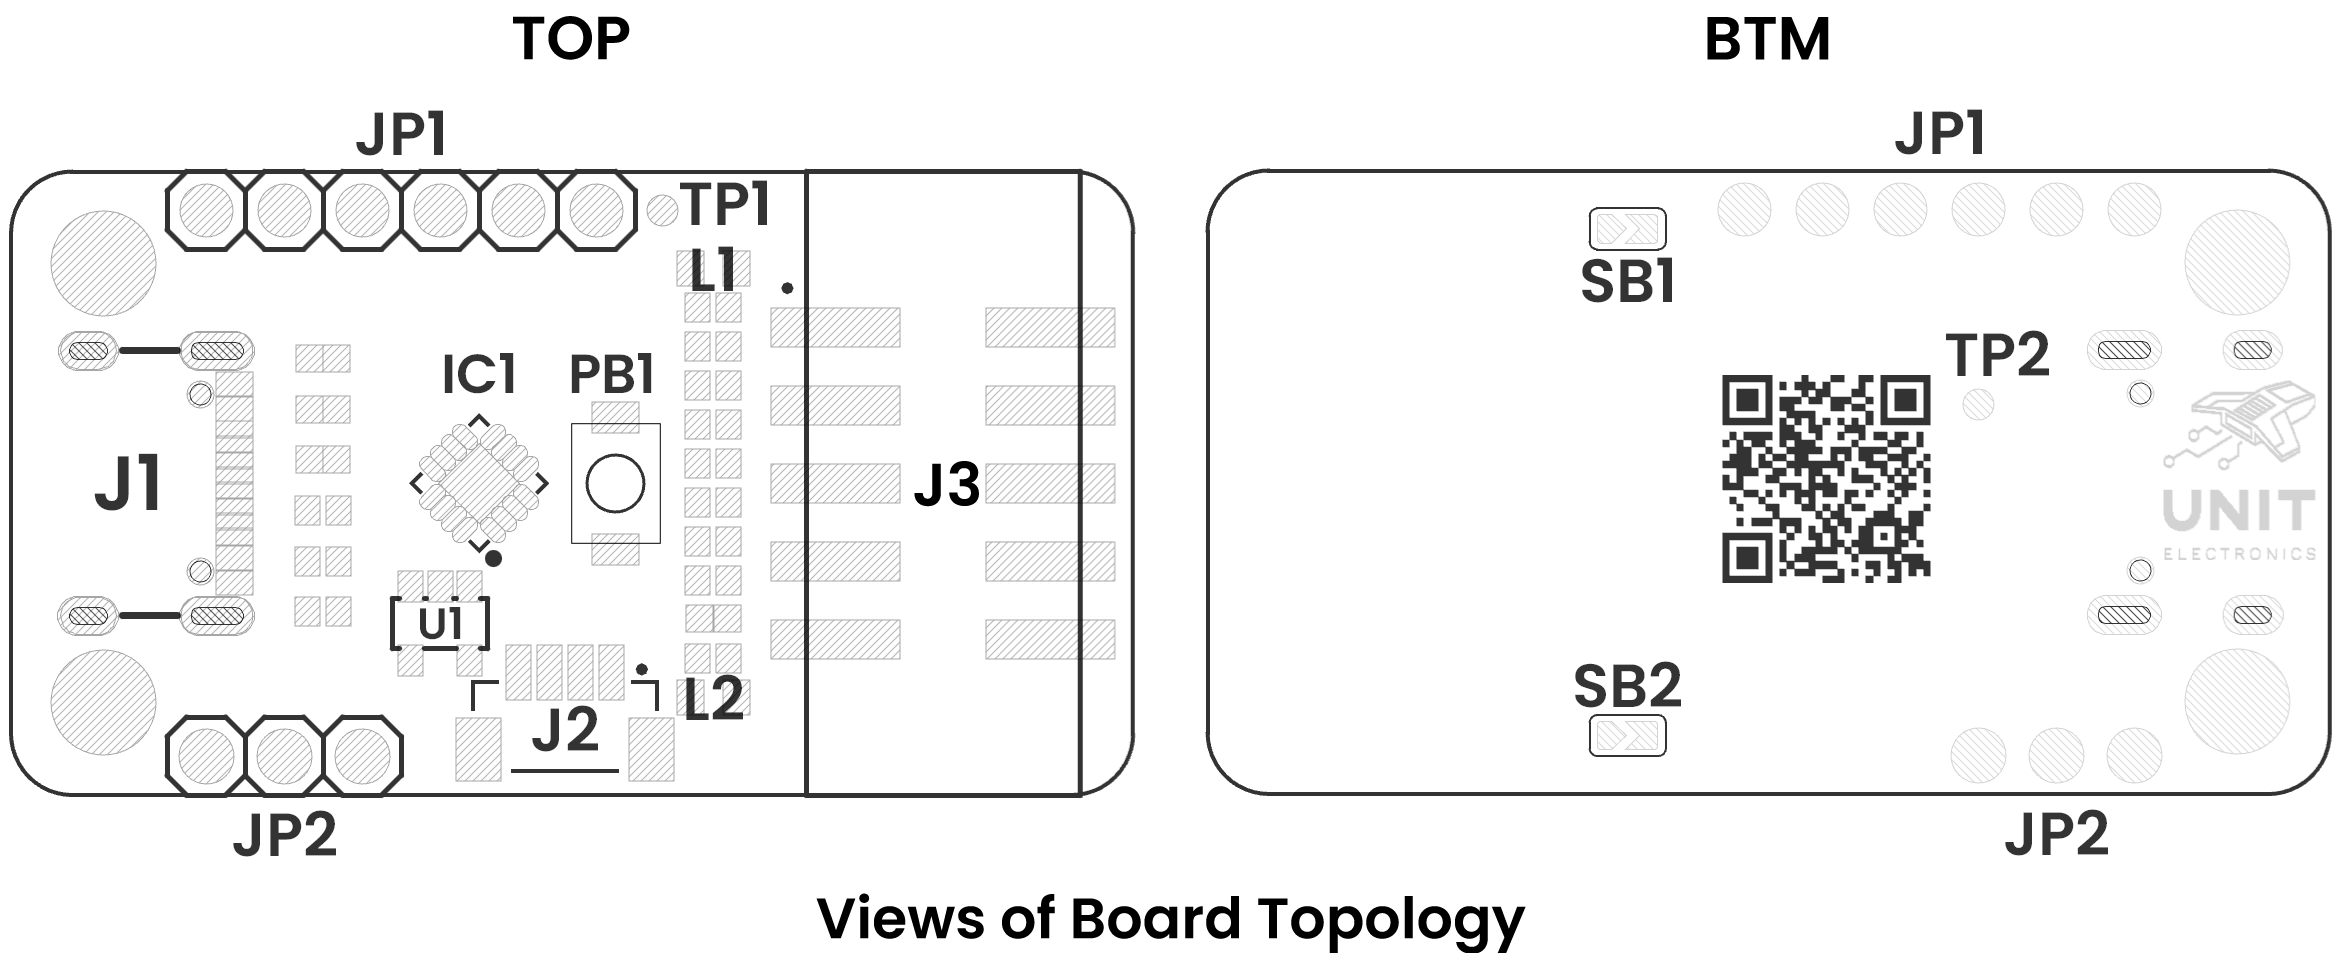 TOP
JP1
TP1
L1
IC1
PB1
J1
J3
U1
L2
J2
JP2
BTM
JP1
SB1
TP2
UNIT
ELECTRONICS
SB2
JP2
Views of Board Topology